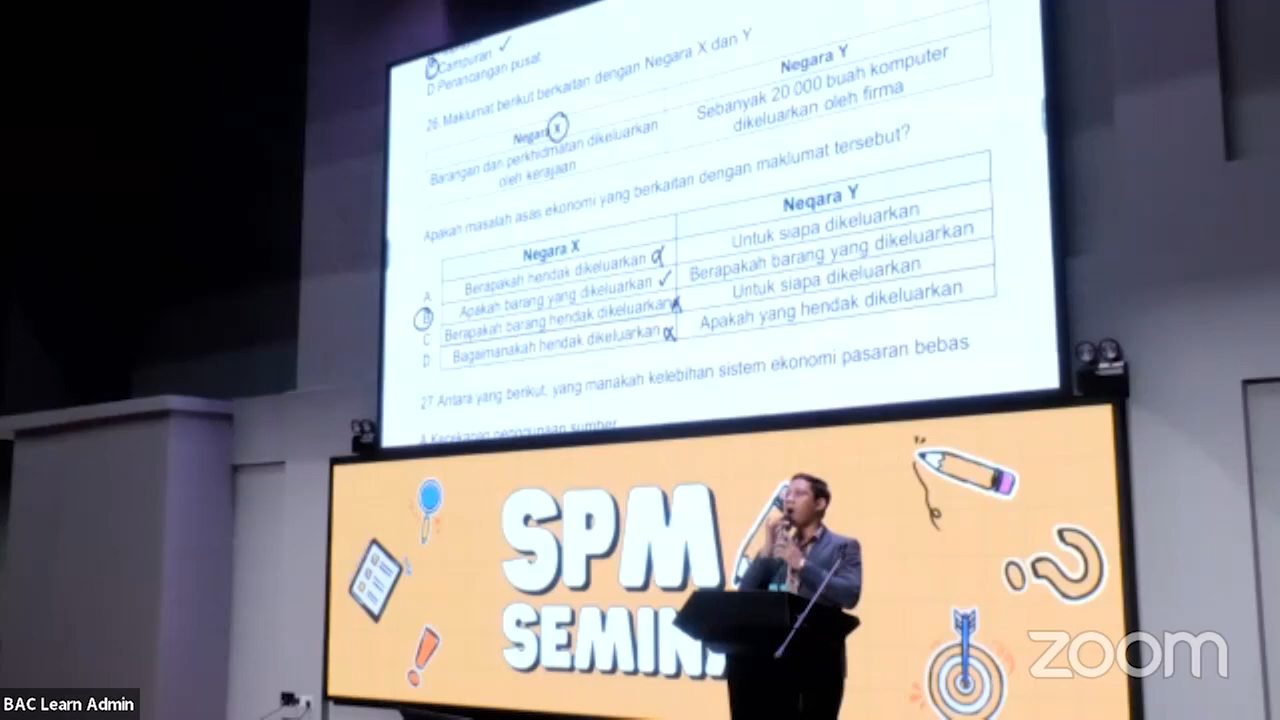 Campuran ✓
D Perancangan pusat
26. Maklumat berikut berkaitan dengan Negara X dan Y
Negara X
Negara Y
Barangan dan perkhidmatan dikeluarkan
oleh kerajaan
Sebanyak 20 000 buah komputer
dikeluarkan oleh firma
Apakah masalah asas ekonomi yang berkaitan dengan maklumat tersebut?
Negara X
Negara Y
A Berapakah hendak dikeluarkan
Untuk siapa dikeluarkan
B Apakah barang yang dikeluarkan ✓
Berapakah barang yang dikeluarkan
C Berapakah barang hendak dikeluarkan
Untuk siapa dikeluarkan
D Bagaimanakah hendak dikeluarkan
Apakah yang hendak dikeluarkan
27 Antara yang berikut, yang manakah kelebihan sistem ekonomi pasaran bebas
A Kecekapan penggunaan sumber
SPM
SEMINA
zoom
BAC Learn Admin